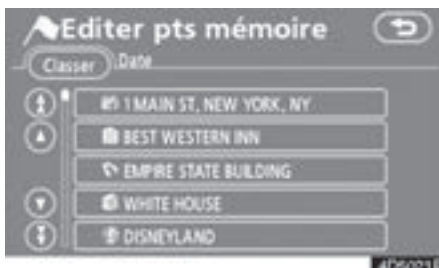 Editer pts mémoire
Classer Date
1 MAIN ST, NEW YORK, NY
BEST WESTERN INN
EMPIRE STATE BUILDING
WHITE HOUSE
DISNEYLAND